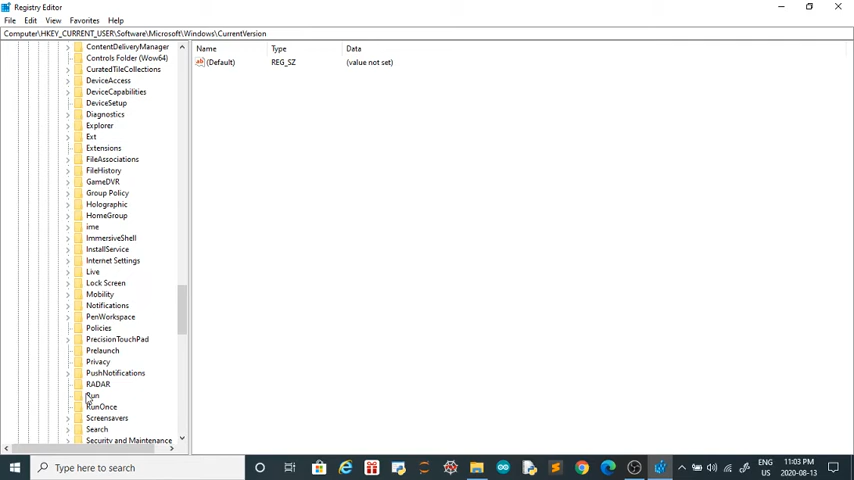 Registry Editor
File Edit View Favorites Help
Computer\HKEY_CURRENT_USER\Software\Microsoft\Windows\CurrentVersion
Name Type Data
ab (Default) REG_SZ (value not set)
ContentDeliveryManager
Controls Folder (Wow64)
CuratedTileCollections
DeviceAccess
DeviceCapabilities
DeviceSetup
Diagnostics
Explorer
Ext
Extensions
FileAssociations
FileHistory
GameDVR
Group Policy
Holographic
HomeGroup
ime
ImmersiveShell
InstallService
Internet Settings
Live
Lock Screen
Mobility
Notifications
PenWorkspace
Policies
PrecisionTouchPad
Prelaunch
Privacy
PushNotifications
RADAR
Run
RunOnce
Screensavers
Search
Security and Maintenance
Type here to search
ENG
US
11:03 PM
2020-08-13